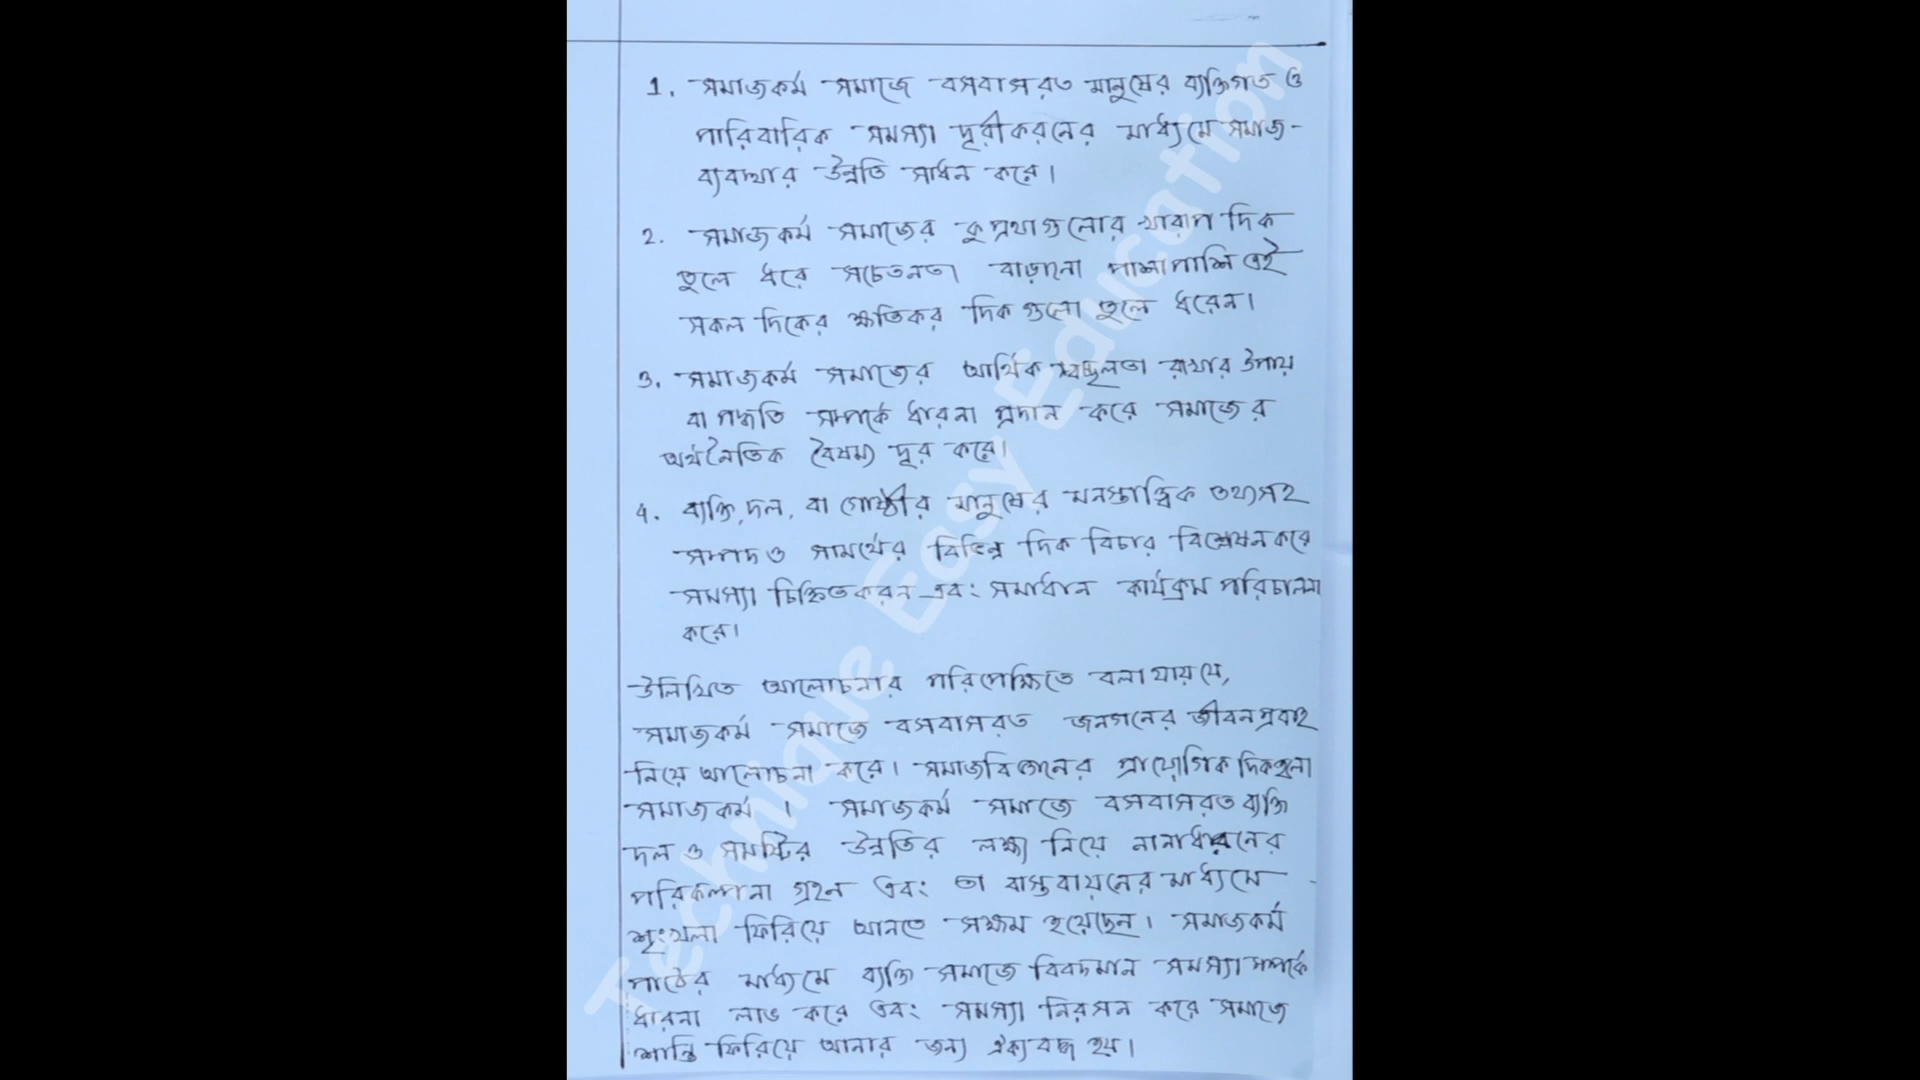 1. সমাজকর্ম সমাজে বসবাসরত মানুষের ব্যক্তিগত ও
পারিবারিক সমস্যা দূরীকরনের মাধ্যমে সমাজ-
ব্যবস্থার উন্নতি সাধন করে।
2. সমাজকর্ম সমাজের কুপ্রথাগুলোর খারাপ দিক
তুলে ধরে সচেতনতা বাড়ানো পাশাপাশি এই
সকল দিকের ক্ষতিকর দিক গুলো তুলে ধরেন।
3. সমাজকর্ম সমাজের আর্থিক স্বচ্ছলতা রাখার উপায়
বা পদ্ধতি সম্পর্কে ধারনা প্রদান করে সমাজের
অর্থনৈতিক বৈষম্য দূর করে।
4. ব্যক্তি, দল, বা গোষ্ঠীর মানুষের মনস্তাত্ত্বিক তথ্যসহ
সম্পদ ও সামর্থের বিভিন্ন দিক বিচার বিশ্লেষন করে
সমস্যা চিহ্নিতকরন এবং সমাধান কার্যক্রম পরিচালনা
করে।
উলিখিত আলোচনার পরিপেক্ষিতে বলা যায় যে,
সমাজকর্ম সমাজে বসবাসরত জনগনের জীবনপ্রবাহ
নিয়ে আলোচনা করে। সমাজবিজ্ঞানের প্রায়োগিক দিক হলো
সমাজকর্ম। সমাজকর্ম সমাজে বসবাসরত ব্যক্তি
দল ও সমষ্টির উন্নতির লক্ষ্য নিয়ে নানাধরনের
পরিকল্পনা গ্রহন এবং তা বাস্তবায়নের মাধ্যমে
শৃংখলা ফিরিয়ে আনতে সক্ষম হয়েছেন। সমাজকর্ম
পাঠের মাধ্যমে ব্যক্তি সমাজে বিবদমান সমস্যা সম্পর্কে
ধারনা লাভ করে এবং সমস্যা নিরসন করে সমাজে
শান্তি ফিরিয়ে আনার জন্য ঐক্যবদ্ধ হয়।
Technique Easy Education